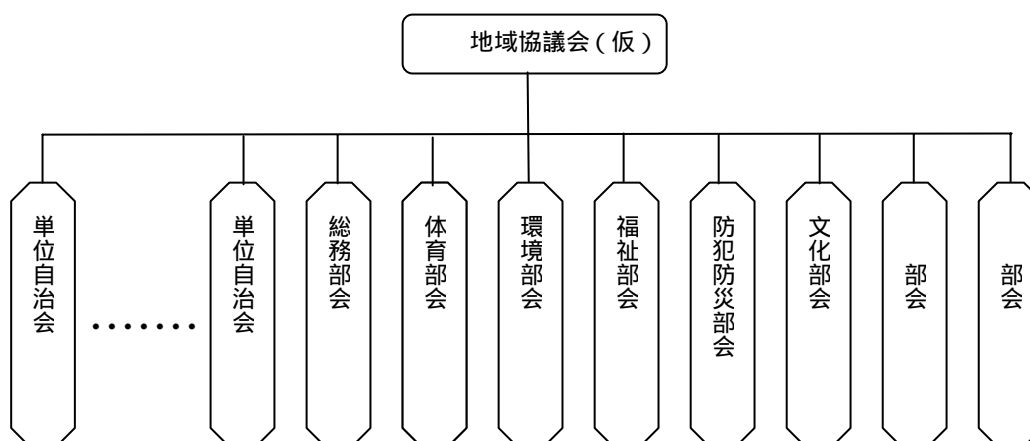 地域協議会(仮)
単位自治会
・・・・・・・
単位自治会
総務部会
体育部会
環境部会
福祉部会
防犯防災部会
文化部会
部会
部会